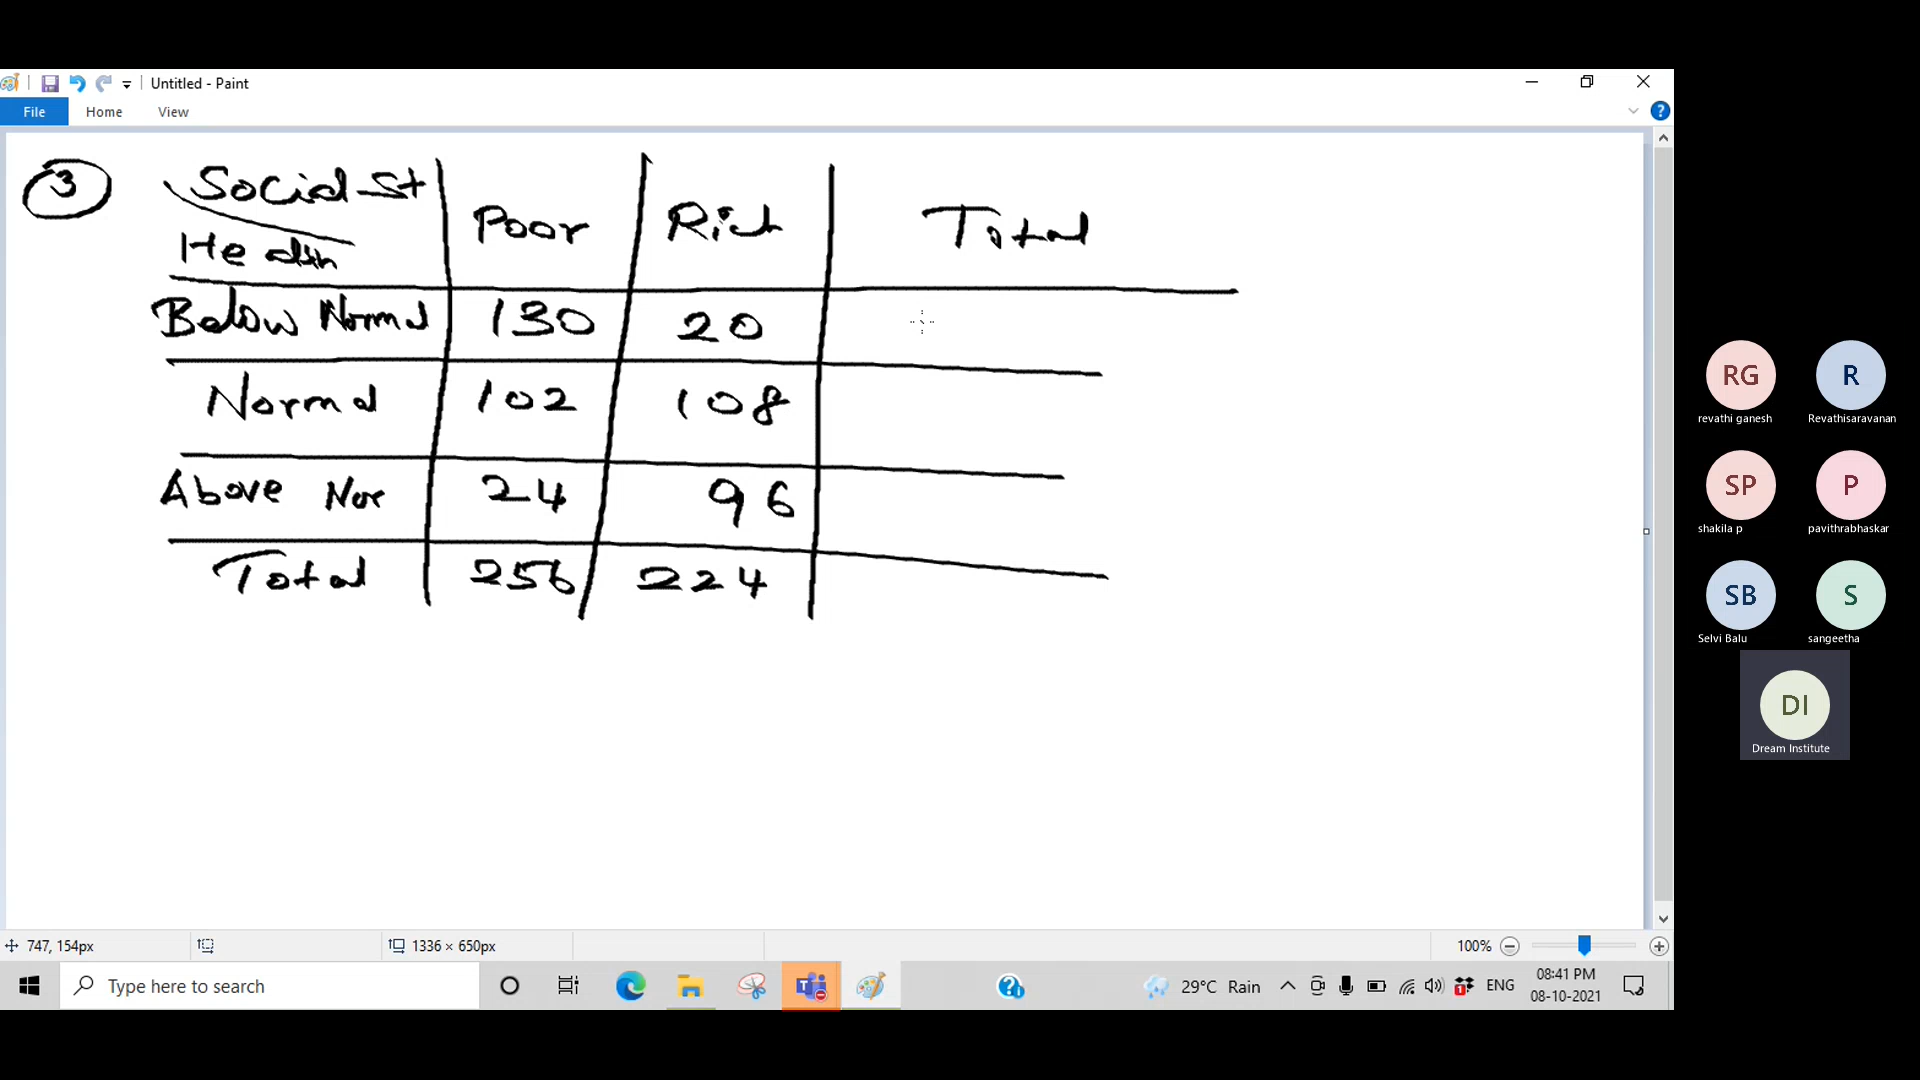 Untitled - Paint
File Home View
3 Social St Poor Rich Total
Health
Below Normal 130 20
Normal 102 108
Above Nor 24 96
Total 256 224
RG R
revathi ganesh Revathisaravanan
SP P
shakila p pavithrabhaskar
SB S
Selvi Balu sangeetha
DI
Dream Institute
747, 154px 1336 × 650px 100%
Type here to search 29°C Rain ENG 08:41 PM
08-10-2021